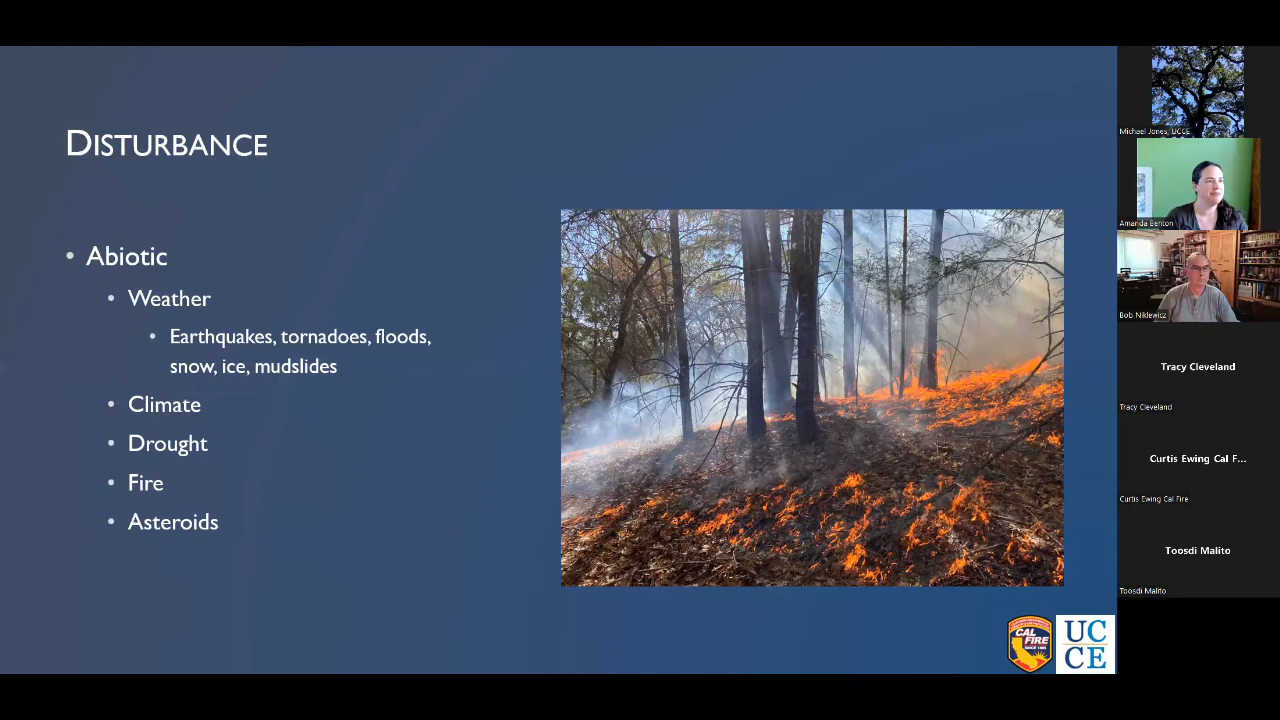 DISTURBANCE
• Abiotic
• Weather
• Earthquakes, tornadoes, floods,
snow, ice, mudslides
• Climate
• Drought
• Fire
• Asteroids
CAL
FIRE
SINCE 1885
UC
CE
Michael Jones, UCCE
Amanda Benton
Bob Niklewicz
Tracy Cleveland
Tracy Cleveland
Curtis Ewing Cal F...
Curtis Ewing Cal Fire
Toosdi Malito
Toosdi Malito